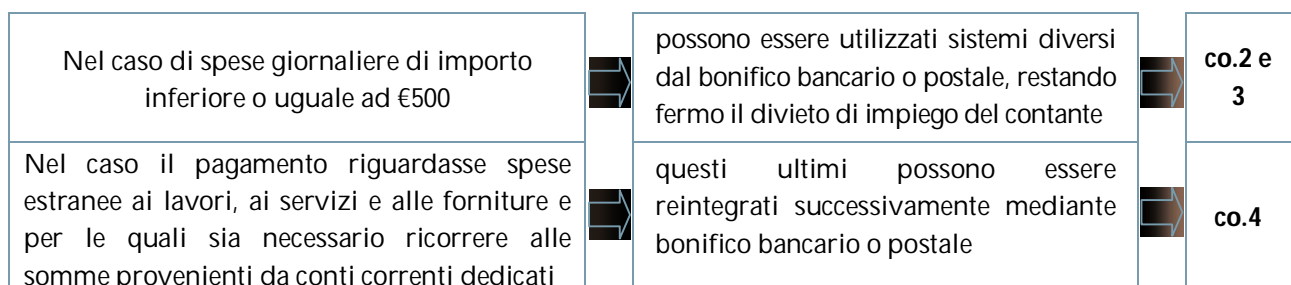 Nel caso di spese giornaliere di importo
inferiore o uguale ad €500
possono essere utilizzati sistemi diversi
dal bonifico bancario o postale, restando
fermo il divieto di impiego del contante
co.2 e
3
Nel caso il pagamento riguardasse spese
estranee ai lavori, ai servizi e alle forniture e
per le quali sia necessario ricorrere alle
somme provenienti da conti correnti dedicati
questi ultimi possono essere
reintegrati successivamente mediante
bonifico bancario o postale
co.4